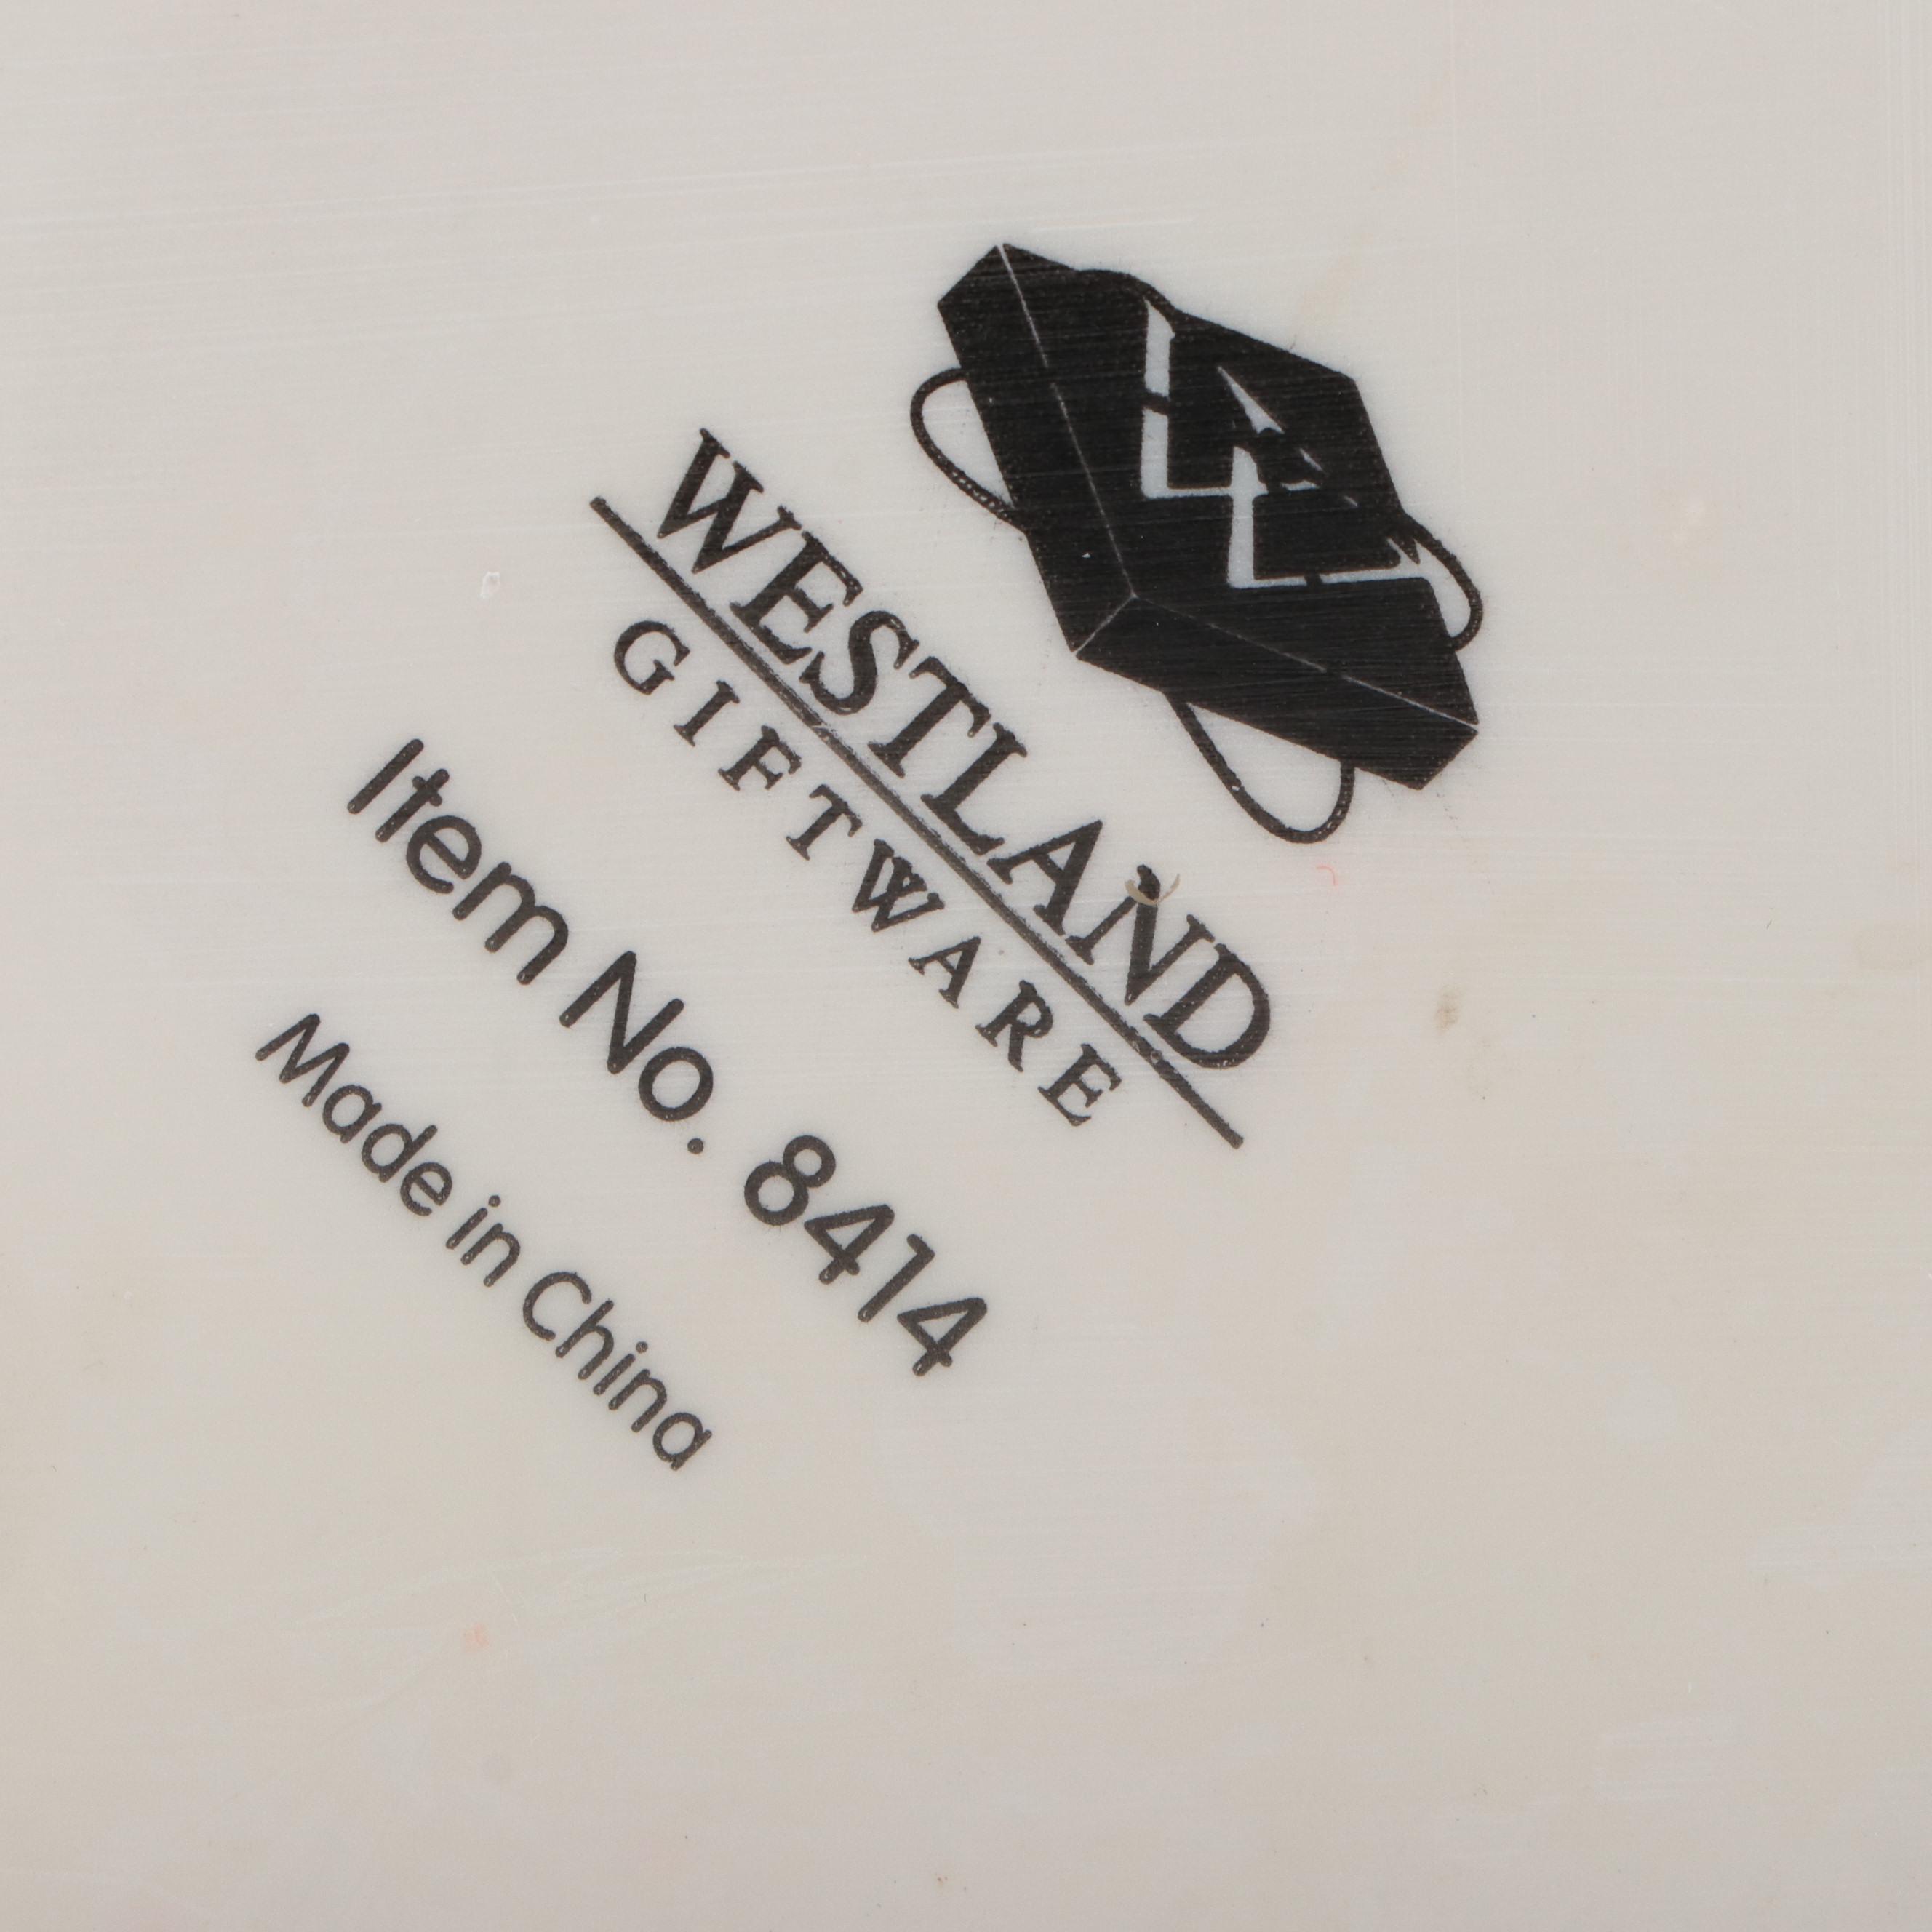 WESTLAND
GIFTWARE
Item No. 8414
Made in China